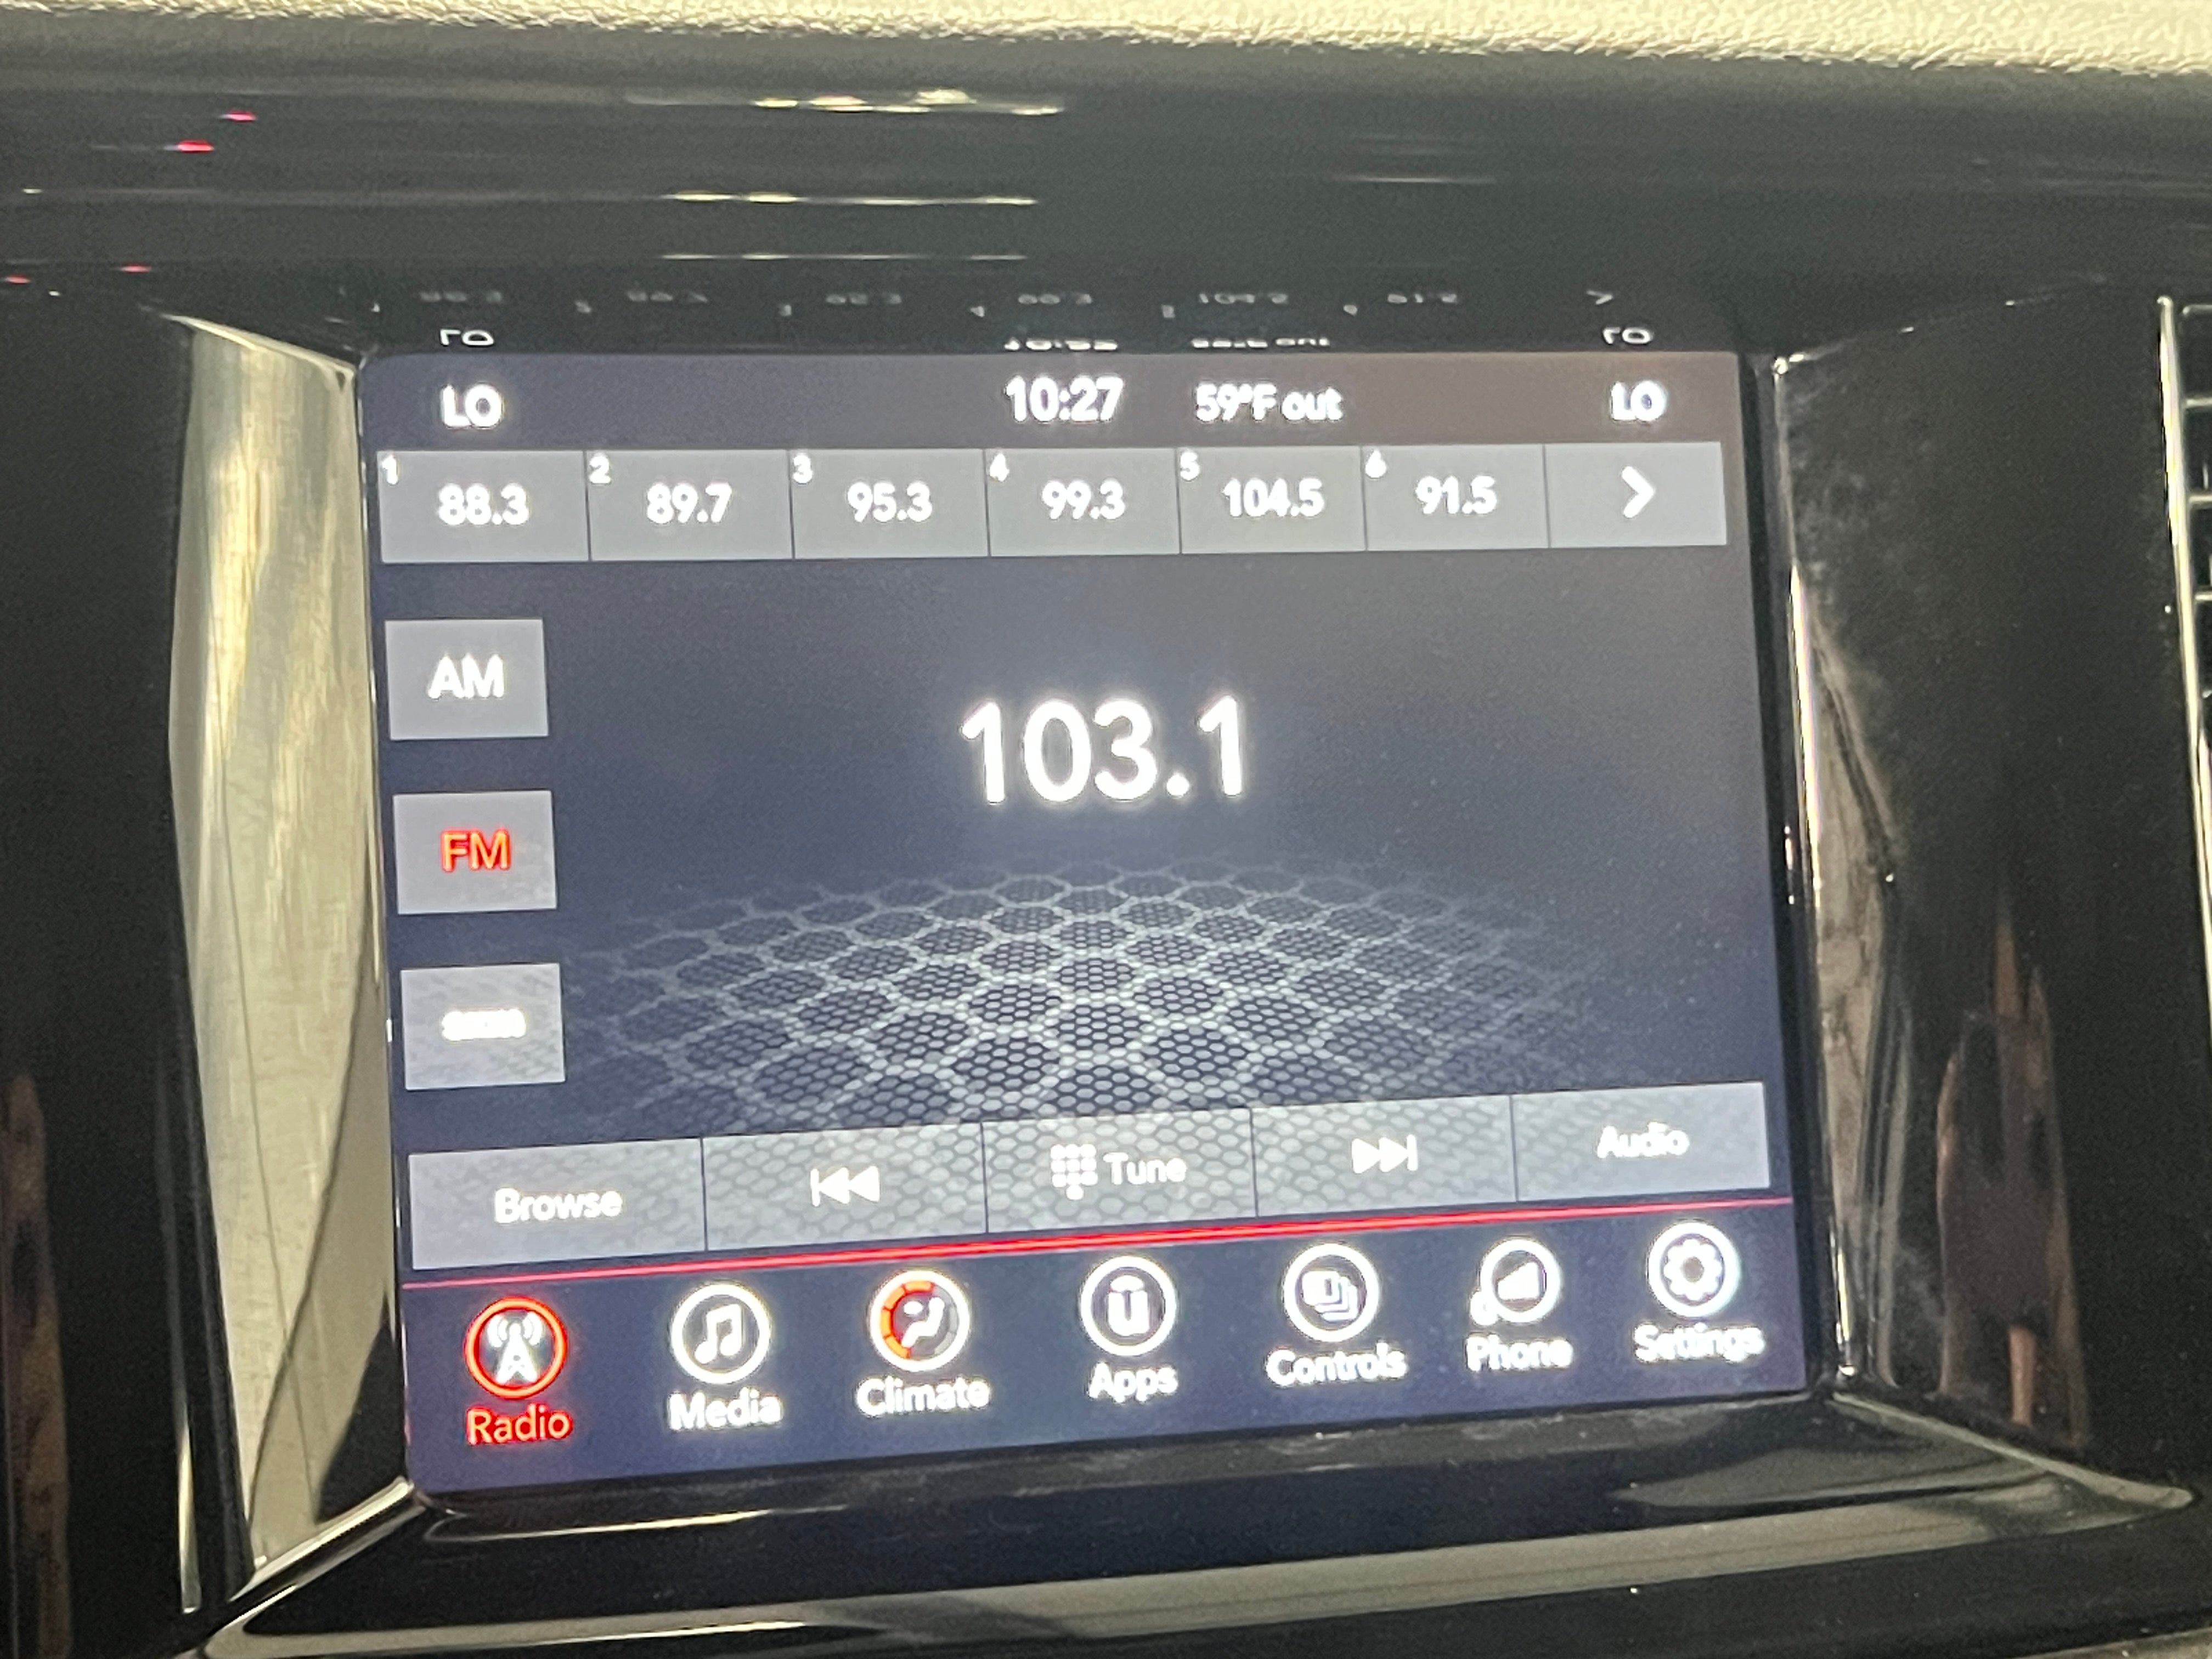 LO 10:27 59°F out LO
1 88.3 2 89.7 3 95.3 4 99.3 5 104.5 6 91.5
AM
103.1
FM
Browse Tune Audio
Radio Media Climate Apps Controls Phone Settings